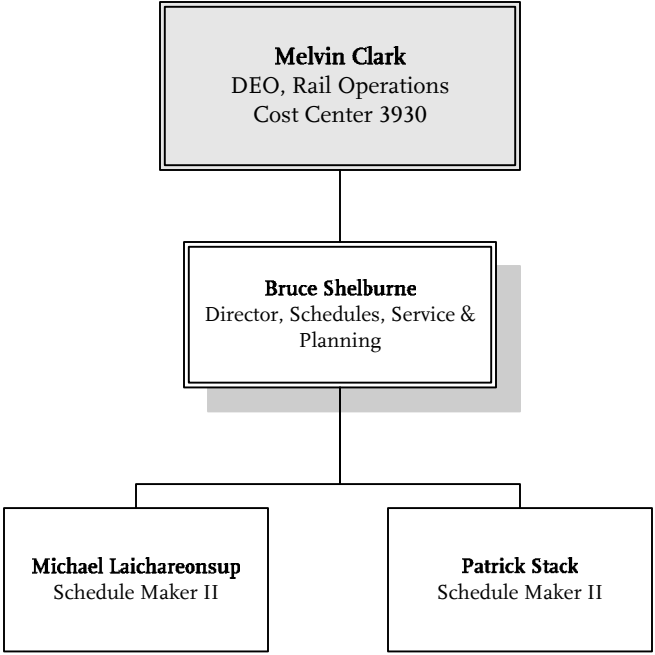 Melvin Clark
DEO, Rail Operations
Cost Center 3930
Bruce Shelburne
Director, Schedules, Service &
Planning
Michael Laichareonsup
Schedule Maker II
Patrick Stack
Schedule Maker II